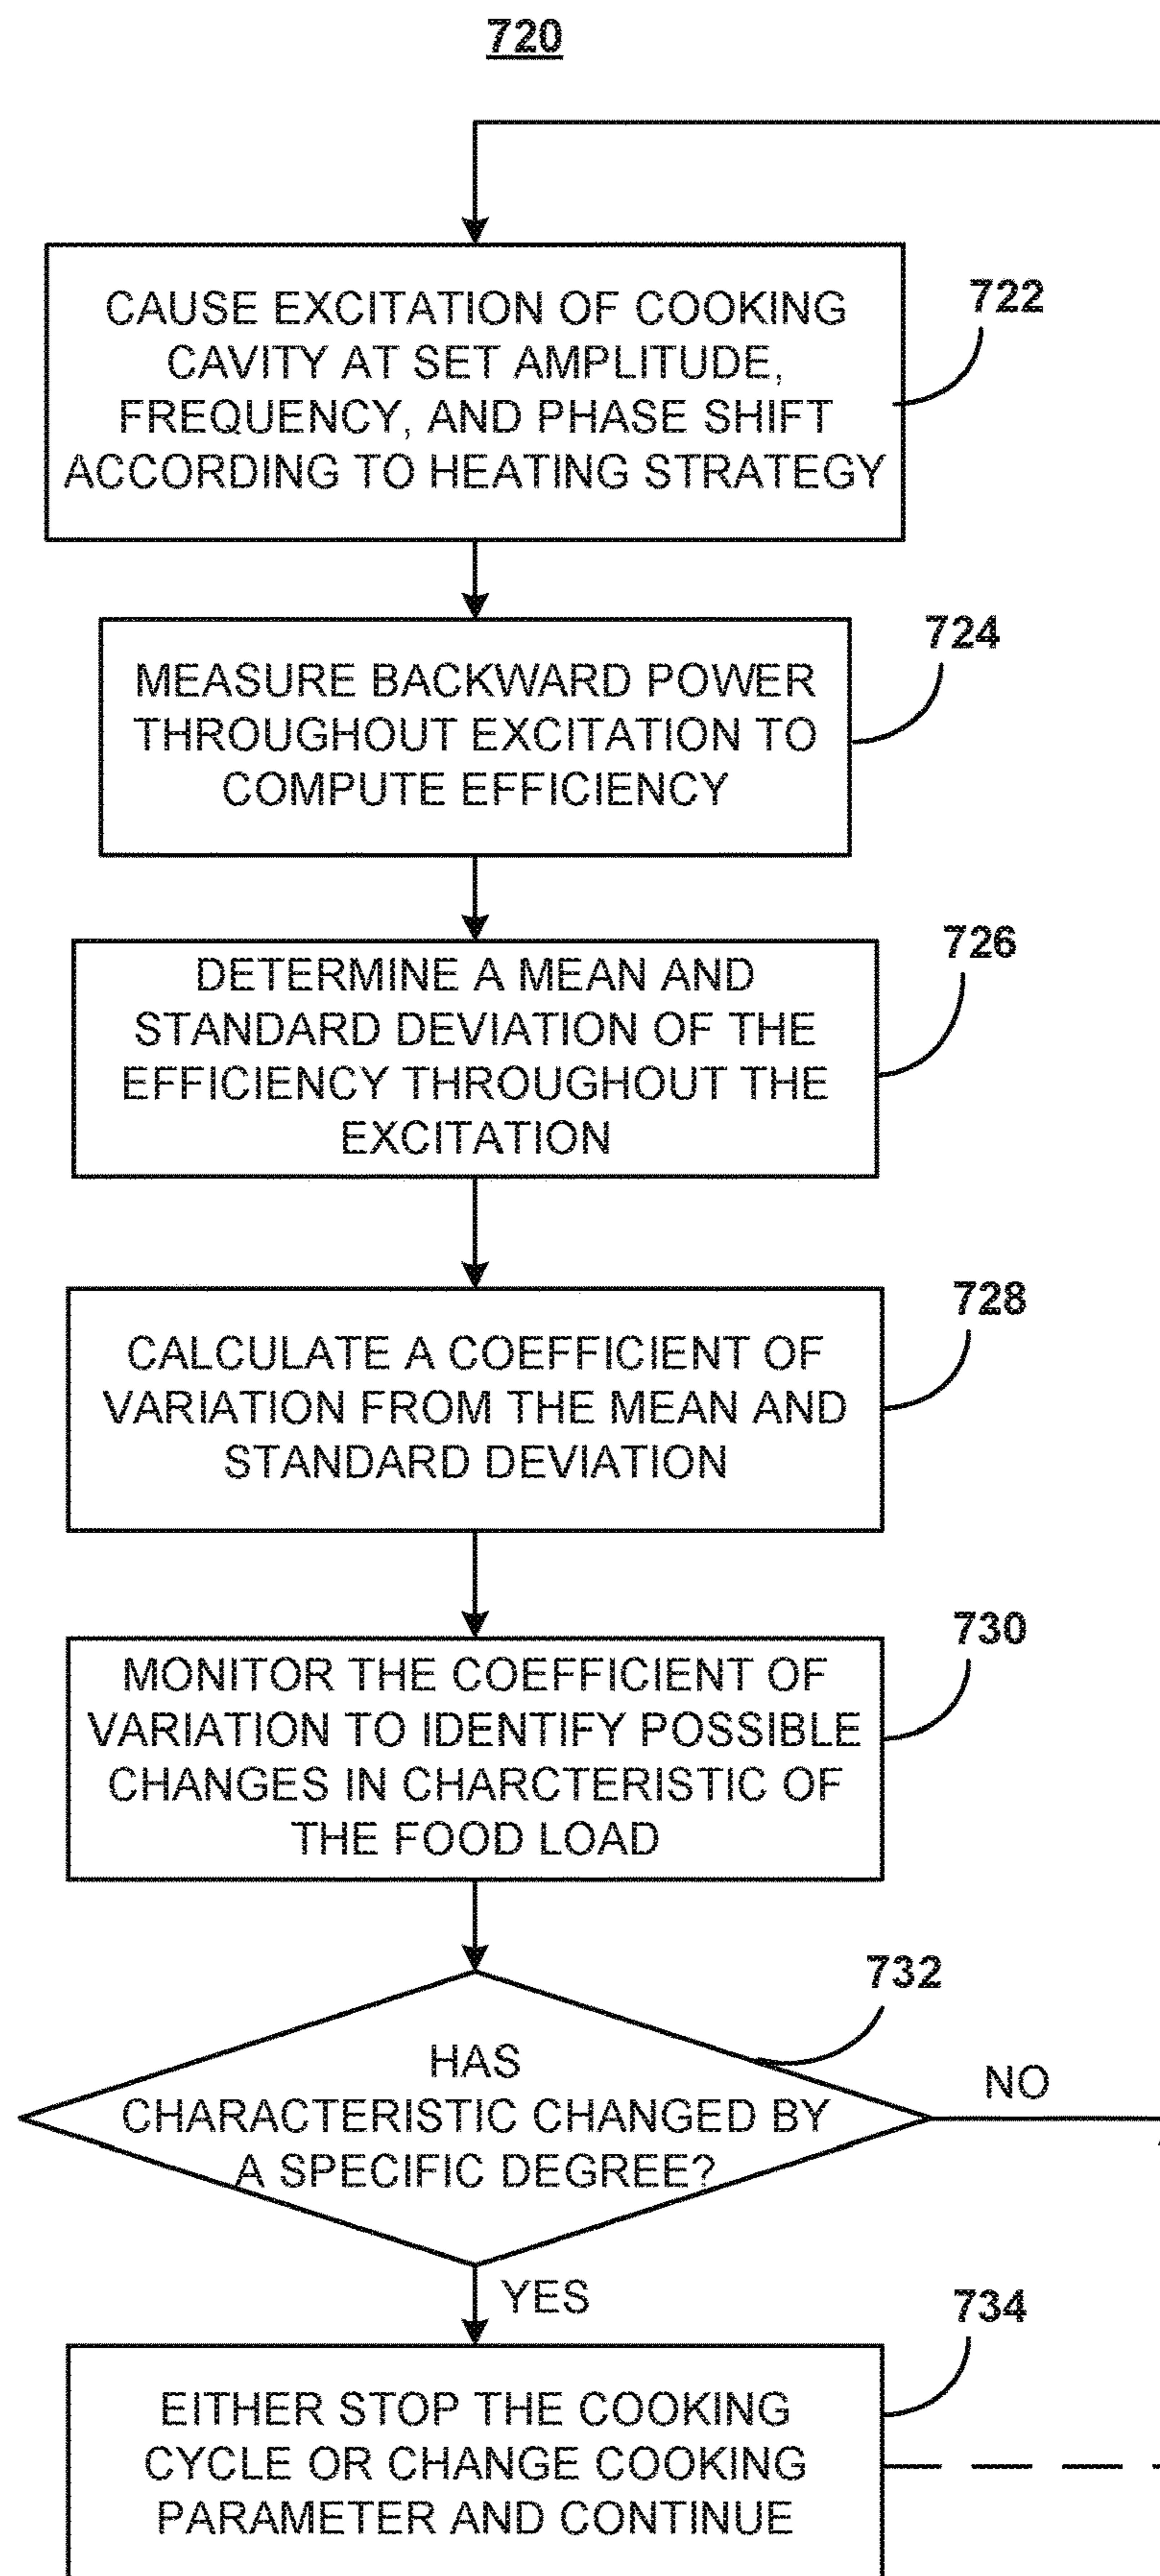 720
CAUSE EXCITATION OF COOKING
CAVITY AT SET AMPLITUDE,
FREQUENCY, AND PHASE SHIFT
ACCORDING TO HEATING STRATEGY
722
MEASURE BACKWARD POWER
THROUGHOUT EXCITATION TO
COMPUTE EFFICIENCY
724
DETERMINE A MEAN AND
STANDARD DEVIATION OF THE
EFFICIENCY THROUGHOUT THE
EXCITATION
726
CALCULATE A COEFFICIENT OF
VARIATION FROM THE MEAN AND
STANDARD DEVIATION
728
MONITOR THE COEFFICIENT OF
VARIATION TO IDENTIFY POSSIBLE
CHANGES IN CHARCTERISTIC OF
THE FOOD LOAD
730
HAS
CHARACTERISTIC CHANGED BY
A SPECIFIC DEGREE?
732
NO
YES
EITHER STOP THE COOKING
CYCLE OR CHANGE COOKING
PARAMETER AND CONTINUE
734